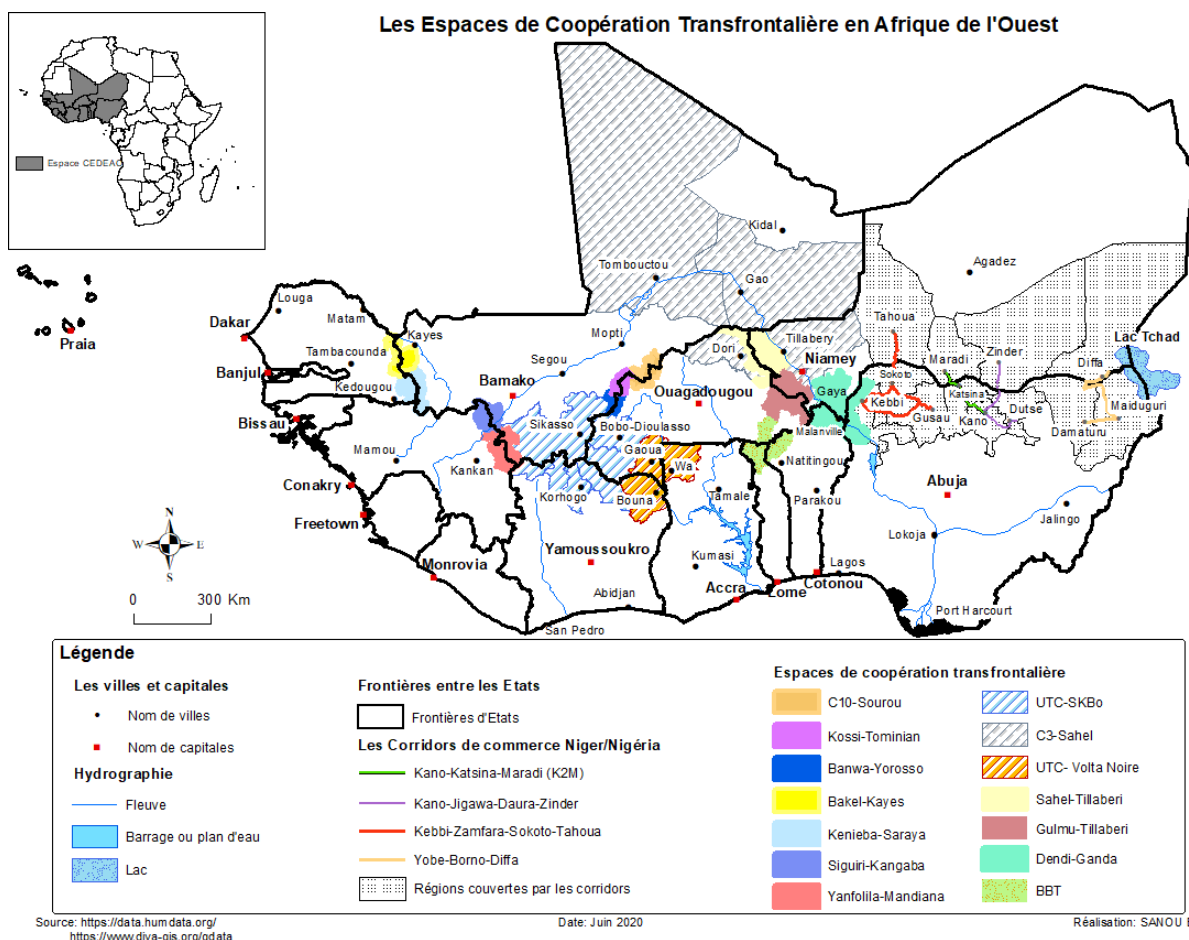 Les Espaces de Coopération Transfrontalière en Afrique de l'Ouest
Espace CEDEAO
Kidal
Tombouctou
Gao
Agadez
Louga
Matam
Kayes
Mopti
Tahoua
Dakar
Praia
Tambacounda
Segou
Dori
Tillabery
Niamey
Maradi
Zinder
Diffa
Lac Tchad
Banjul
Kedougou
Bamako
Ouagadougou
Gaya
Sokoto
Kebbi
Katsina
Gusau
Kano
Dutse
Maiduguri
Damaturu
Bissau
Sikasso
Bobo-Dioulasso
Malanville
Mamou
Kankan
Gaoua
Wa
Natitingou
Conakry
Korhogo
Bouna
Tamale
Parakou
Abuja
Jalingo
Freetown
Lokoja
N
W
E
S
Monrovia
Yamoussoukro
Kumasi
Lagos
Abidjan
Accra
Lome
Cotonou
Port Harcourt
San Pedro
0 300 Km
Légende
Les villes et capitales
Nom de villes
Nom de capitales
Hydrographie
Fleuve
Barrage ou plan d'eau
Lac
Frontières entre les Etats
Frontières d'Etats
Les Corridors de commerce Niger/Nigéria
Kano-Katsina-Maradi (K2M)
Kano-Jigawa-Daura-Zinder
Kebbi-Zamfara-Sokoto-Tahoua
Yobe-Borno-Diffa
Régions couvertes par les corridors
Espaces de coopération transfrontalière
C10-Sourou
Kossi-Tominian
Banwa-Yorosso
Bakel-Kayes
Kenieba-Saraya
Siguiri-Kangaba
Yanfolila-Mandiana
UTC-SKBo
C3-Sahel
UTC- Volta Noire
Sahel-Tillaberi
Gulmu-Tillaberi
Dendi-Ganda
BBT
Source: https://data.humdata.org/
https://www.diva-gis.org/gdata
Date: Juin 2020
Réalisation: SANOU